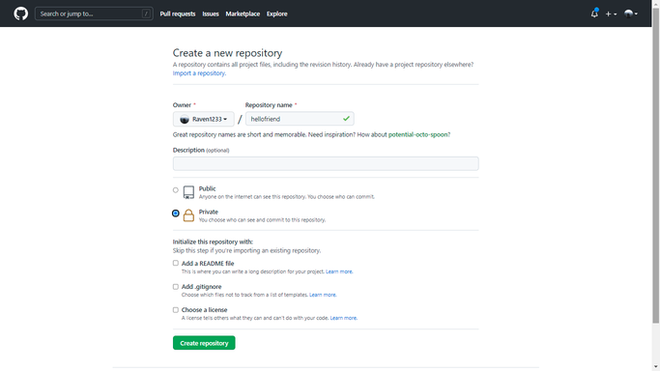 Search or jump to... /
Pull requests Issues Marketplace Explore
Create a new repository
A repository contains all project files, including the revision history. Already have a project repository elsewhere?
Import a repository.
Owner * Repository name *
Raven1233 / hellofriend
Great repository names are short and memorable. Need inspiration? How about potential-octo-spoon?
Description (optional)
Public
Anyone on the internet can see this repository. You choose who can commit.
Private
You choose who can see and commit to this repository.
Initialize this repository with:
Skip this step if you're importing an existing repository.
Add a README file
This is where you can write a long description for your project. Learn more.
Add .gitignore
Choose which files not to track from a list of templates. Learn more.
Choose a license
A license tells others what they can and can't do with your code. Learn more.
Create repository